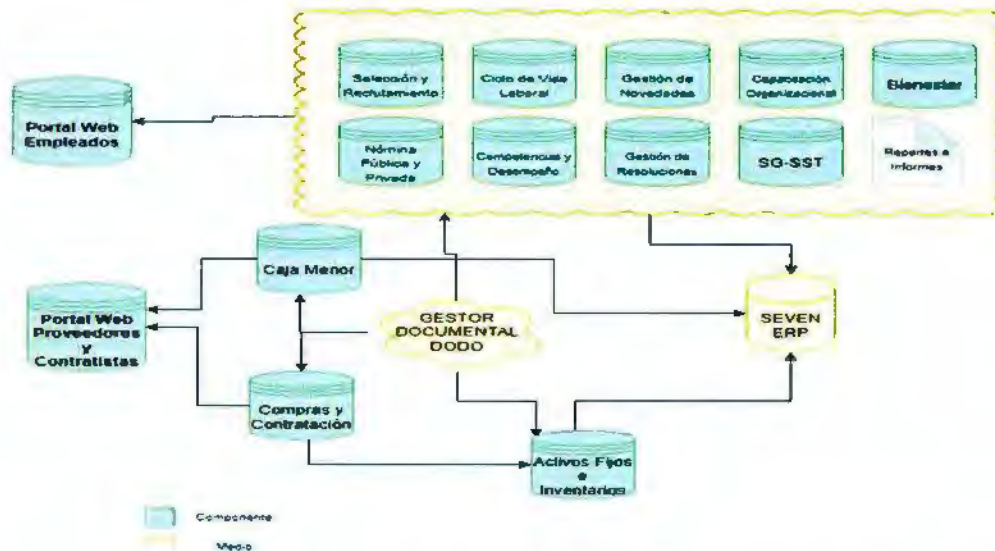 Selección y
Reclutamiento
Ciclo de Vida
Laboral
Gestión de
Novedades
Capacitación
Organizacional
Bienestar
Portal Web
Empleados
Nómina
Pública y
Privada
Competencias y
Desempeño
Gestión de
Resoluciones
SG-SST
Reportes e
Informes
Caja Menor
Portal Web
Proveedores
y
Contratistas
GESTOR
DOCUMENTAL
DODO
SEVEN
ERP
Compras y
Contratación
Activos Fijos
e
Inventarios
Componente
Medio